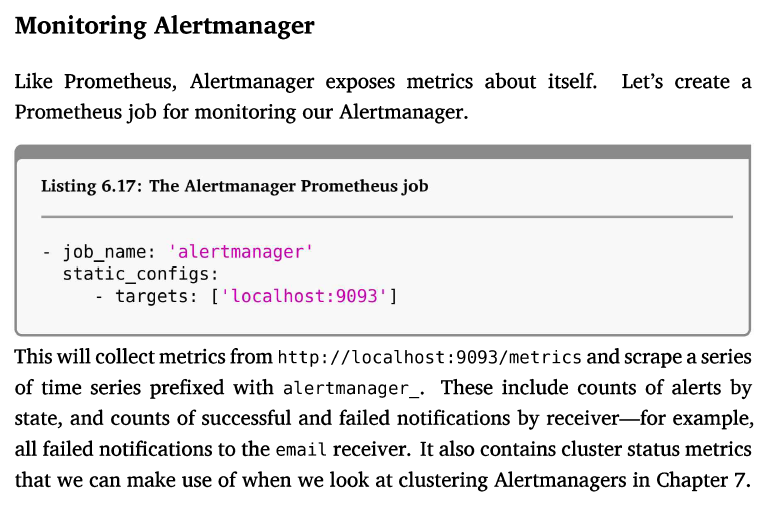 Monitoring Alertmanager
Like Prometheus, Alertmanager exposes metrics about itself. Let’s create a
Prometheus job for monitoring our Alertmanager.
Listing 6.17: The Alertmanager Prometheus job
- job_name: 'alertmanager'
  static_configs:
     - targets: ['localhost:9093']
This will collect metrics from http://localhost:9093/metrics and scrape a series
of time series prefixed with alertmanager_. These include counts of alerts by
state, and counts of successful and failed notifications by receiver—for example,
all failed notifications to the email receiver. It also contains cluster status metrics
that we can make use of when we look at clustering Alertmanagers in Chapter 7.